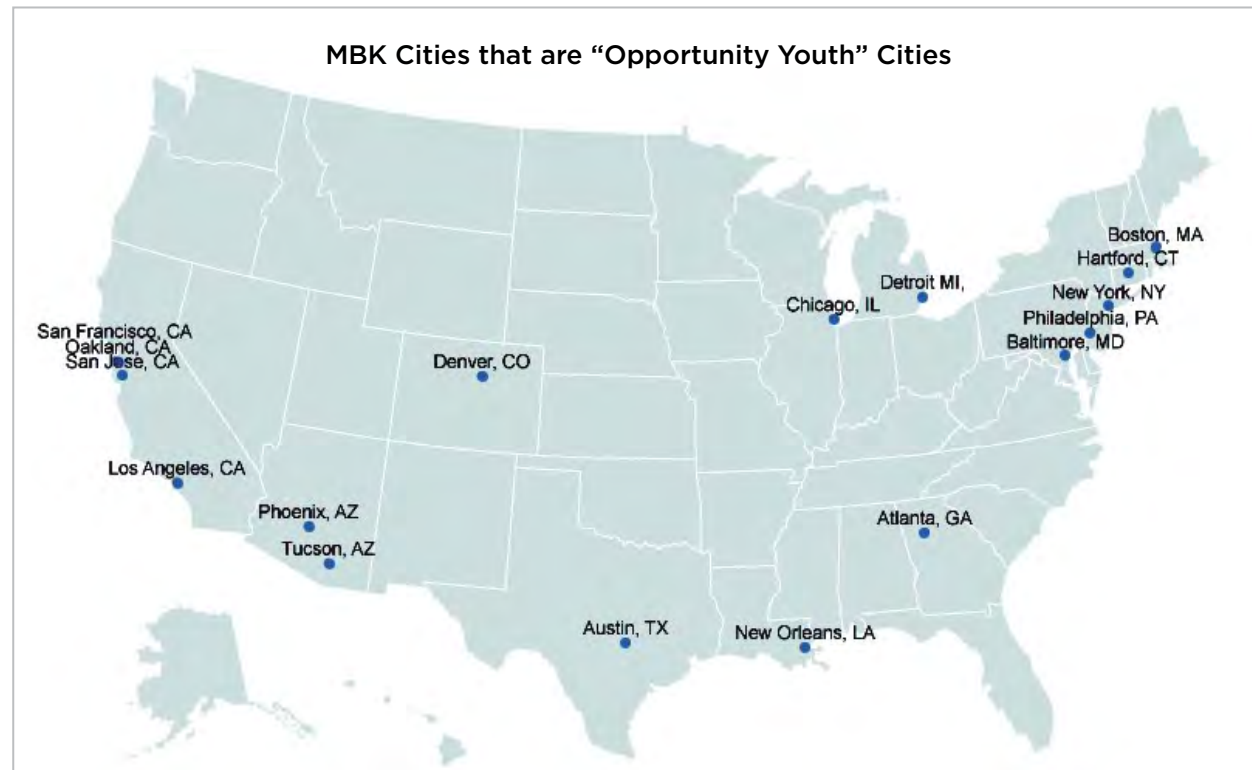 MBK Cities that are “Opportunity Youth” Cities
Boston, MA
Hartford, CT
Detroit MI,
New York, NY
Chicago, IL
Philadelphia, PA
San Francisco, CA
Oakland, CA
Baltimore, MD
San Jose, CA
Denver, CO
Los Angeles, CA
Phoenix, AZ
Atlanta, GA
Tucson, AZ
Austin, TX
New Orleans, LA